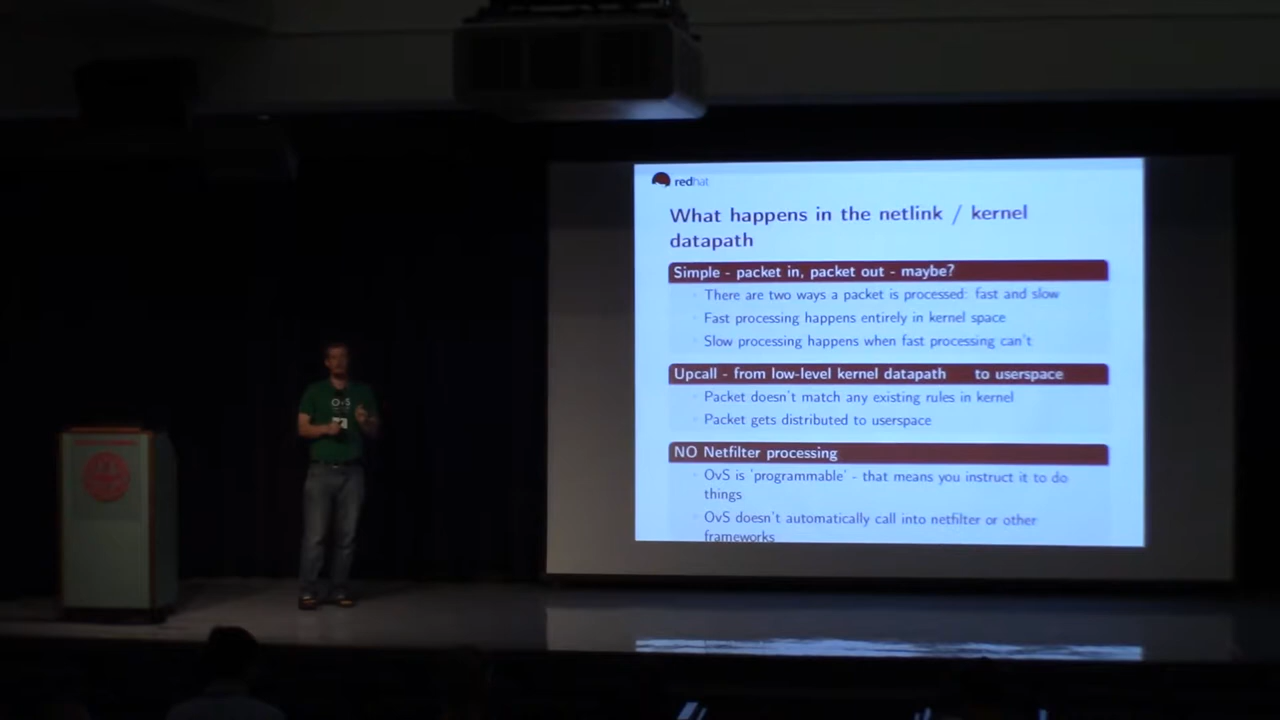 redhat
What happens in the netlink / kernel
datapath
Simple - packet in, packet out - maybe?
There are two ways a packet is processed: fast and slow
Fast processing happens entirely in kernel space
Slow processing happens when fast processing can't
Upcall - from low-level kernel datapath to userspace
Packet doesn't match any existing rules in kernel
Packet gets distributed to userspace
NO Netfilter processing
OvS is 'programmable' - that means you instruct it to do
things
OvS doesn't automatically call into netfilter or other
frameworks
OvS